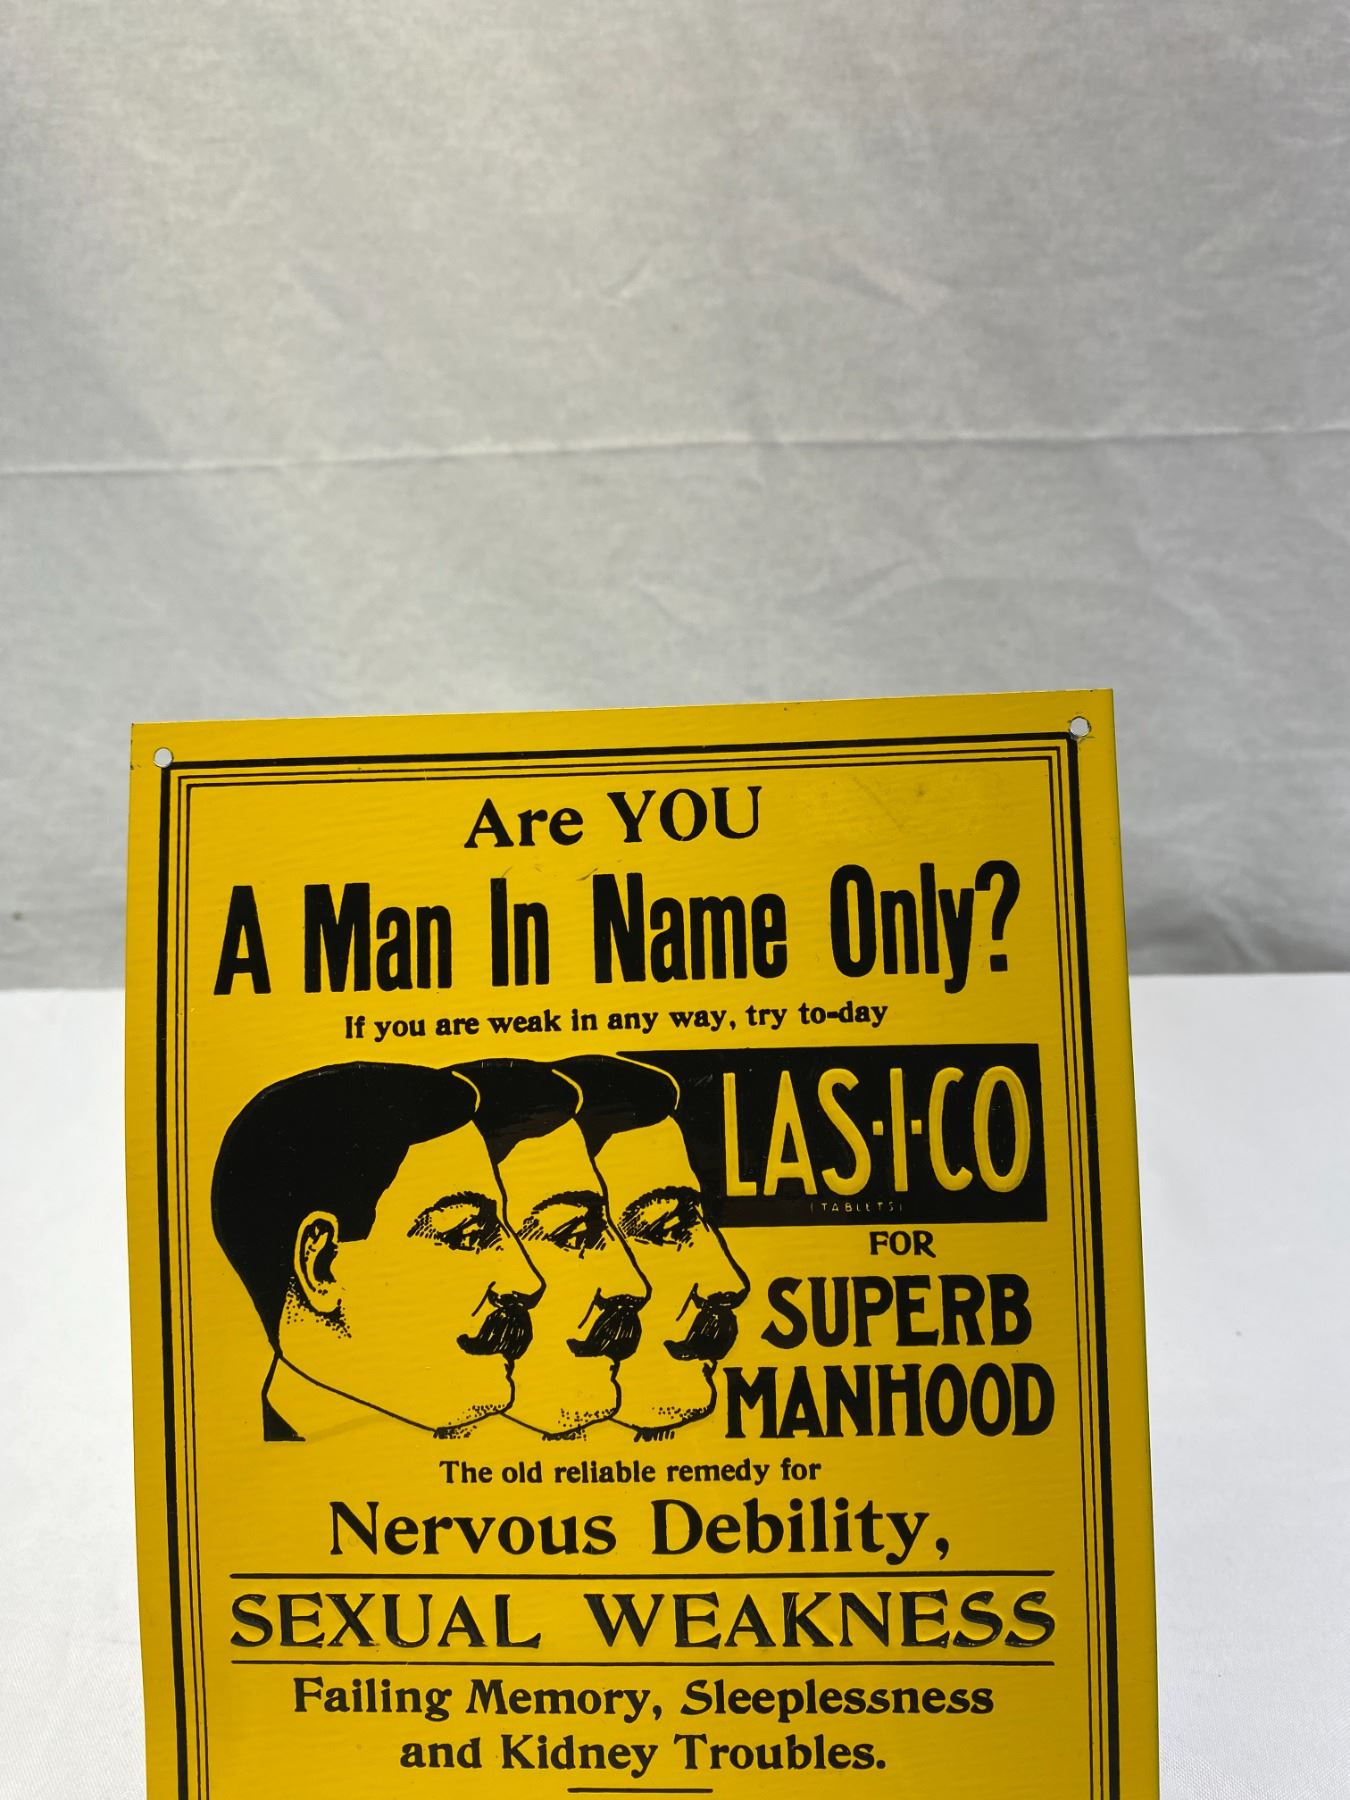 Are YOU
A Man In Name Only?
If you are weak in any way, try to-day
LAS·I·CO
(TABLETS)
FOR
SUPERB
MANHOOD
The old reliable remedy for
Nervous Debility,
SEXUAL WEAKNESS
Failing Memory, Sleeplessness
and Kidney Troubles.